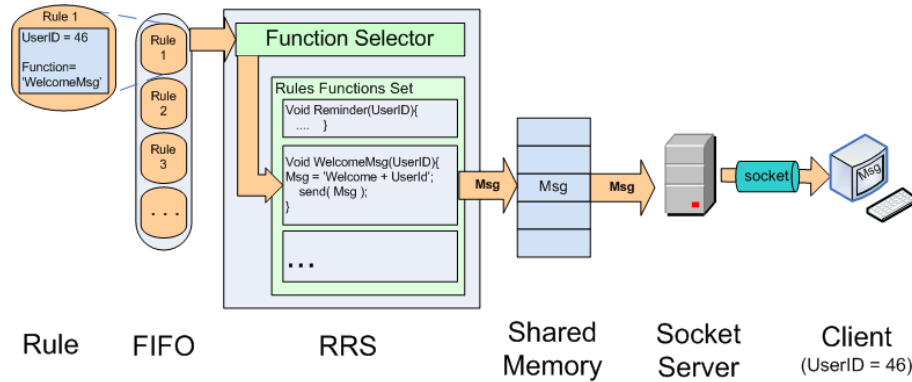 Rule 1
UserID = 46
Function=
'WelcomeMsg'
Rule
1
Rule
2
Rule
3
. . .
Function Selector
Rules Functions Set
Void Reminder(UserID){
.... }
Void WelcomeMsg(UserID){
Msg = 'Welcome + UserId';
send( Msg );
}
...
Msg
Msg
Msg
socket
Msg
Rule
FIFO
RRS
Shared
Memory
Socket
Server
Client
(UserID = 46)